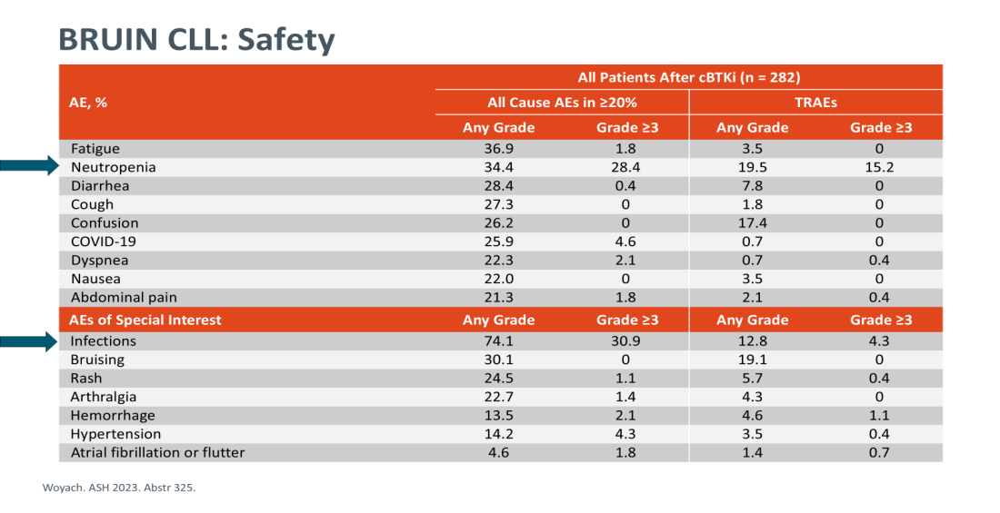 BRUIN CLL: Safety
All Patients After cBTKi (n = 282)
AE, % All Cause AEs in ≥20% TRAEs
Any Grade Grade ≥3 Any Grade Grade ≥3
Fatigue 36.9 1.8 3.5 0
Neutropenia 34.4 28.4 19.5 15.2
Diarrhea 28.4 0.4 7.8 0
Cough 27.3 0 1.8 0
Confusion 26.2 0 17.4 0
COVID-19 25.9 4.6 0.7 0
Dyspnea 22.3 2.1 0.7 0.4
Nausea 22.0 0 3.5 0
Abdominal pain 21.3 1.8 2.1 0.4
AEs of Special Interest Any Grade Grade ≥3 Any Grade Grade ≥3
Infections 74.1 30.9 12.8 4.3
Bruising 30.1 0 19.1 0
Rash 24.5 1.1 5.7 0.4
Arthralgia 22.7 1.4 4.3 0
Hemorrhage 13.5 2.1 4.6 1.1
Hypertension 14.2 4.3 3.5 0.4
Atrial fibrillation or flutter 4.6 1.8 1.4 0.7
Woyach. ASH 2023. Abstr 325.